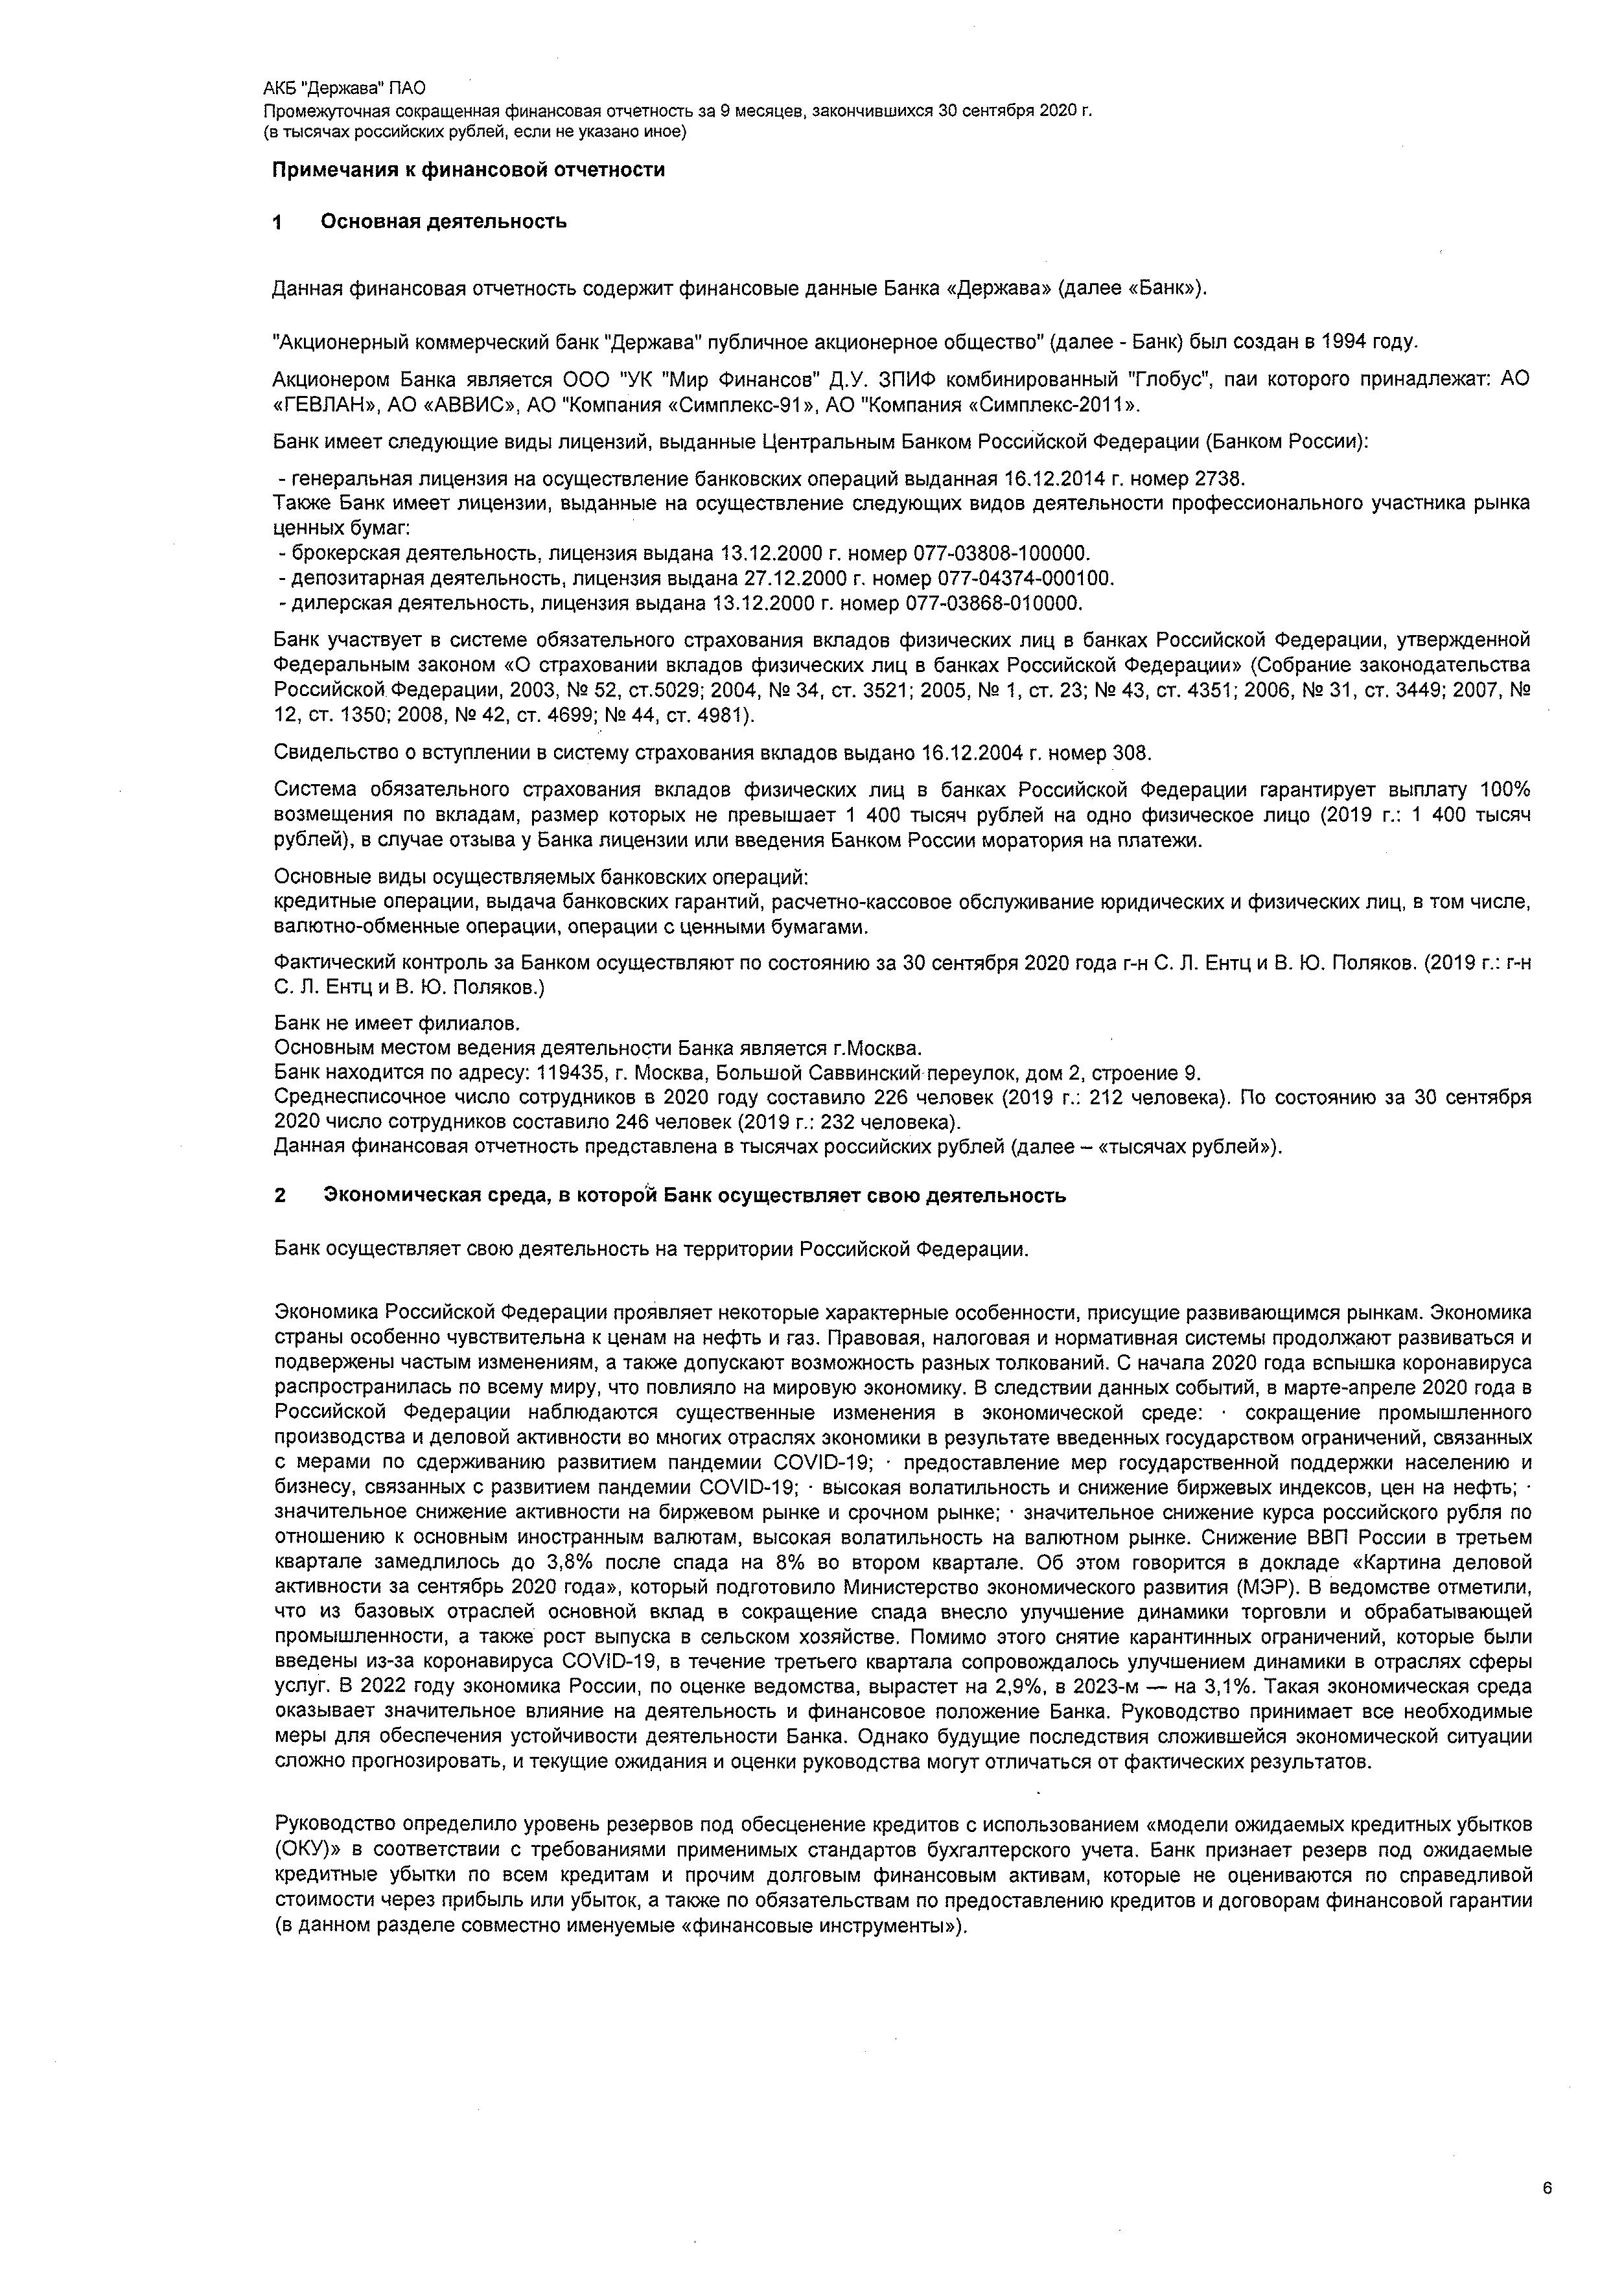 АКБ "Держава" ПАО
Промежуточная сокращенная финансовая отчетность за 9 месяцев, закончившихся 30 сентября 2020 г.
(в тысячах российских рублей, если не указано иное)
Примечания к финансовой отчетности
1 Основная деятельность
Данная финансовая отчетность содержит финансовые данные Банка «Держава» (далее «Банк»).
"Акционерный коммерческий банк "Держава" публичное акционерное общество" (далее - Банк) был создан в 1994 году.
Акционером Банка является ООО "УК "Мир Финансов" Д.У. ЗПИФ комбинированный "Глобус", паи которого принадлежат: АО
«ГЕВЛАН», АО «АВВИС», АО "Компания «Симплекс-91», АО "Компания «Симплекс-2011».
Банк имеет следующие виды лицензий, выданные Центральным Банком Российской Федерации (Банком России):
- генеральная лицензия на осуществление банковских операций выданная 16.12.2014 г. номер 2738.
Также Банк имеет лицензии, выданные на осуществление следующих видов деятельности профессионального участника рынка
ценных бумаг:
- брокерская деятельность, лицензия выдана 13.12.2000 г. номер 077-03808-100000.
- депозитарная деятельность, лицензия выдана 27.12.2000 г. номер 077-04374-000100.
- дилерская деятельность, лицензия выдана 13.12.2000 г. номер 077-03868-010000.
Банк участвует в системе обязательного страхования вкладов физических лиц в банках Российской Федерации, утвержденной
Федеральным законом «О страховании вкладов физических лиц в банках Российской Федерации» (Собрание законодательства
Российской Федерации, 2003, № 52, ст.5029; 2004, № 34, ст. 3521; 2005, № 1, ст. 23; № 43, ст. 4351; 2006, № 31, ст. 3449; 2007, №
12, ст. 1350; 2008, № 42, ст. 4699; № 44, ст. 4981).
Свидетельство о вступлении в систему страхования вкладов выдано 16.12.2004 г. номер 308.
Система обязательного страхования вкладов физических лиц в банках Российской Федерации гарантирует выплату 100%
возмещения по вкладам, размер которых не превышает 1 400 тысяч рублей на одно физическое лицо (2019 г.: 1 400 тысяч
рублей), в случае отзыва у Банка лицензии или введения Банком России моратория на платежи.
Основные виды осуществляемых банковских операций:
кредитные операции, выдача банковских гарантий, расчетно-кассовое обслуживание юридических и физических лиц, в том числе,
валютно-обменные операции, операции с ценными бумагами.
Фактический контроль за Банком осуществляют по состоянию за 30 сентября 2020 года г-н С. Л. Ентц и В. Ю. Поляков. (2019 г.: г-н
С. Л. Ентц и В. Ю. Поляков.)
Банк не имеет филиалов.
Основным местом ведения деятельности Банка является г.Москва.
Банк находится по адресу: 119435, г. Москва, Большой Саввинский переулок, дом 2, строение 9.
Среднесписочное число сотрудников в 2020 году составило 226 человек (2019 г.: 212 человека). По состоянию за 30 сентября
2020 число сотрудников составило 246 человек (2019 г.: 232 человека).
Данная финансовая отчетность представлена в тысячах российских рублей (далее – «тысячах рублей»).
2 Экономическая среда, в которой Банк осуществляет свою деятельность
Банк осуществляет свою деятельность на территории Российской Федерации.
Экономика Российской Федерации проявляет некоторые характерные особенности, присущие развивающимся рынкам. Экономика
страны особенно чувствительна к ценам на нефть и газ. Правовая, налоговая и нормативная системы продолжают развиваться и
подвержены частым изменениям, а также допускают возможность разных толкований. С начала 2020 года вспышка коронавируса
распространилась по всему миру, что повлияло на мировую экономику. В следствии данных событий, в марте-апреле 2020 года в
Российской Федерации наблюдаются существенные изменения в экономической среде: · сокращение промышленного
производства и деловой активности во многих отраслях экономики в результате введенных государством ограничений, связанных
с мерами по сдерживанию развитием пандемии COVID-19; · предоставление мер государственной поддержки населению и
бизнесу, связанных с развитием пандемии COVID-19; · высокая волатильность и снижение биржевых индексов, цен на нефть; ·
значительное снижение активности на биржевом рынке и срочном рынке; · значительное снижение курса российского рубля по
отношению к основным иностранным валютам, высокая волатильность на валютном рынке. Снижение ВВП России в третьем
квартале замедлилось до 3,8% после спада на 8% во втором квартале. Об этом говорится в докладе «Картина деловой
активности за сентябрь 2020 года», который подготовило Министерство экономического развития (МЭР). В ведомстве отметили,
что из базовых отраслей основной вклад в сокращение спада внесло улучшение динамики торговли и обрабатывающей
промышленности, а также рост выпуска в сельском хозяйстве. Помимо этого снятие карантинных ограничений, которые были
введены из-за коронавируса COVID-19, в течение третьего квартала сопровождалось улучшением динамики в отраслях сферы
услуг. В 2022 году экономика России, по оценке ведомства, вырастет на 2,9%, в 2023-м — на 3,1%. Такая экономическая среда
оказывает значительное влияние на деятельность и финансовое положение Банка. Руководство принимает все необходимые
меры для обеспечения устойчивости деятельности Банка. Однако будущие последствия сложившейся экономической ситуации
сложно прогнозировать, и текущие ожидания и оценки руководства могут отличаться от фактических результатов.
Руководство определило уровень резервов под обесценение кредитов с использованием «модели ожидаемых кредитных убытков
(ОКУ)» в соответствии с требованиями применимых стандартов бухгалтерского учета. Банк признает резерв под ожидаемые
кредитные убытки по всем кредитам и прочим долговым финансовым активам, которые не оцениваются по справедливой
стоимости через прибыль или убыток, а также по обязательствам по предоставлению кредитов и договорам финансовой гарантии
(в данном разделе совместно именуемые «финансовые инструменты»).
6